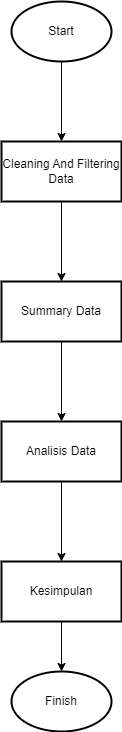 Start
Cleaning And Filtering
Data
Summary Data
Analisis Data
Kesimpulan
Finish